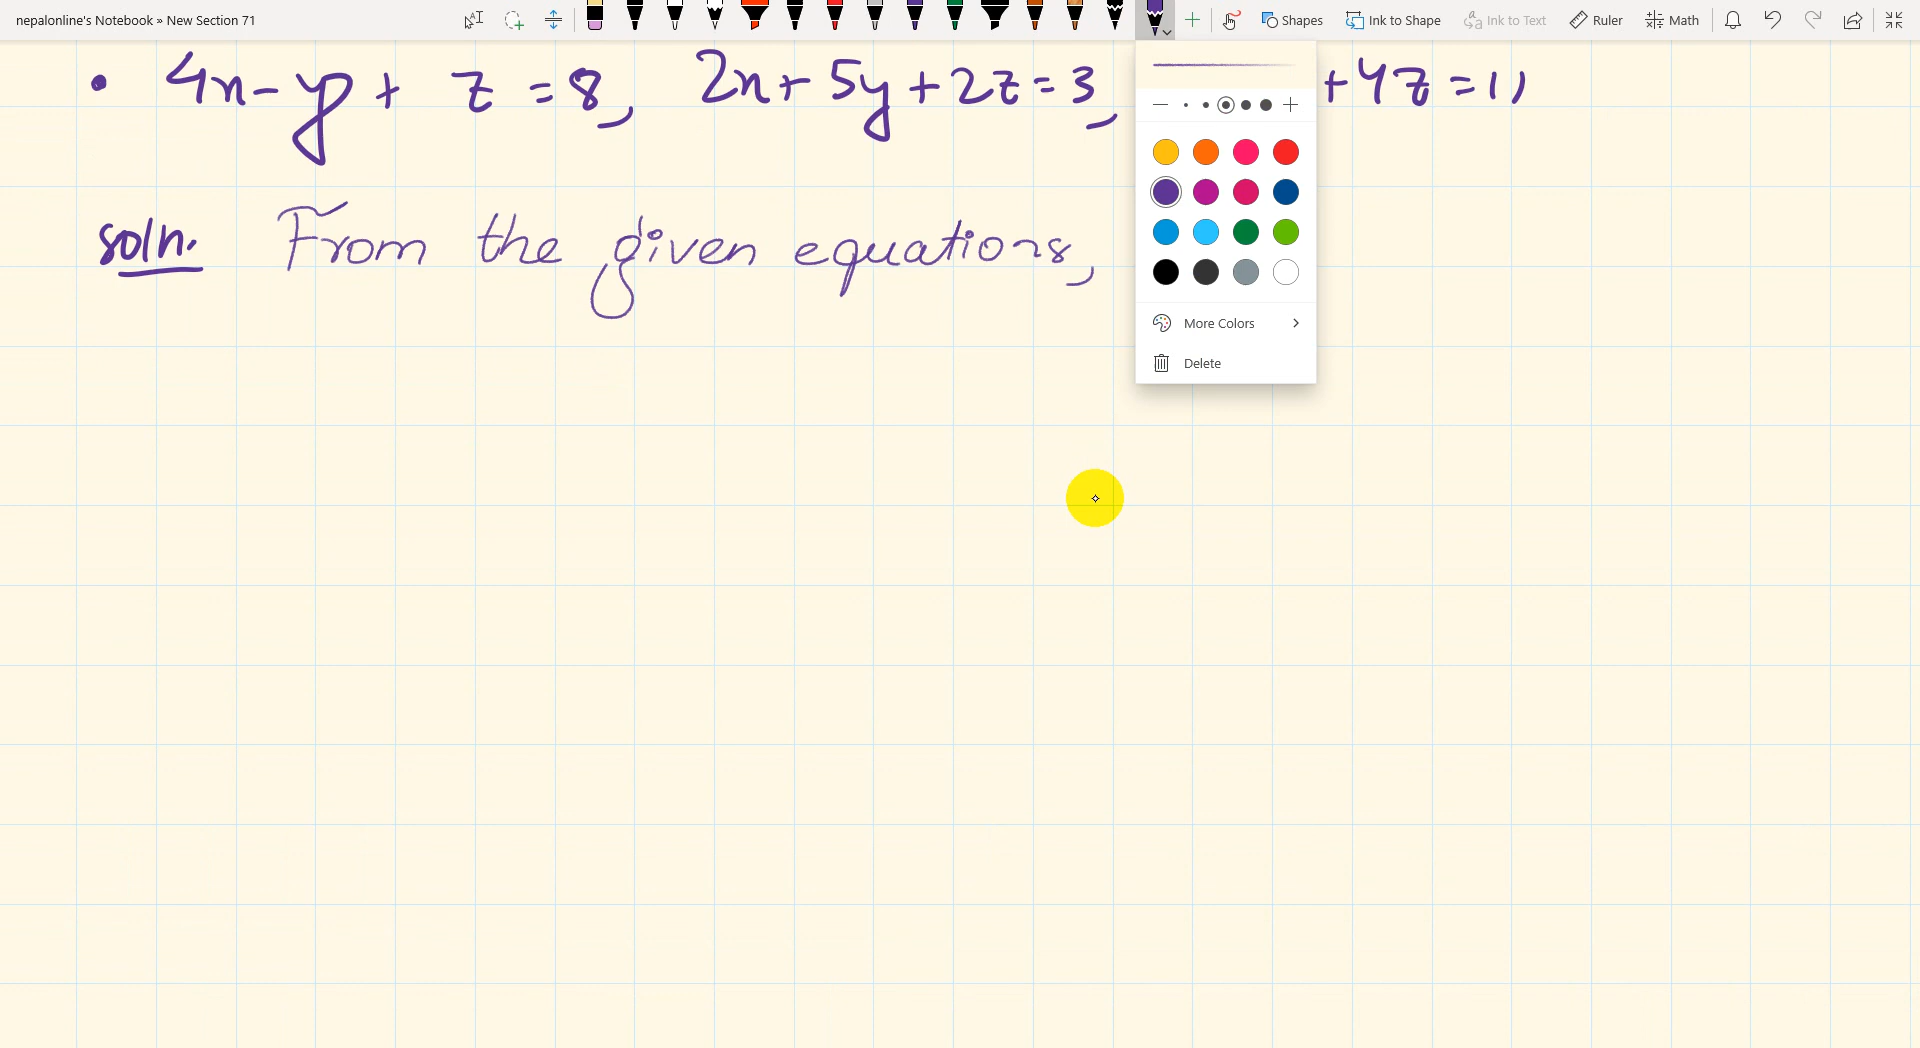 nepalonline's Notebook » New Section 71 Shapes Ink to Shape Ink to Text Ruler Math
• 4x - y + z = 8, 2x + 5y + 2z = 3, + 4z = 11
soln. From the given equations,
More Colors
Delete